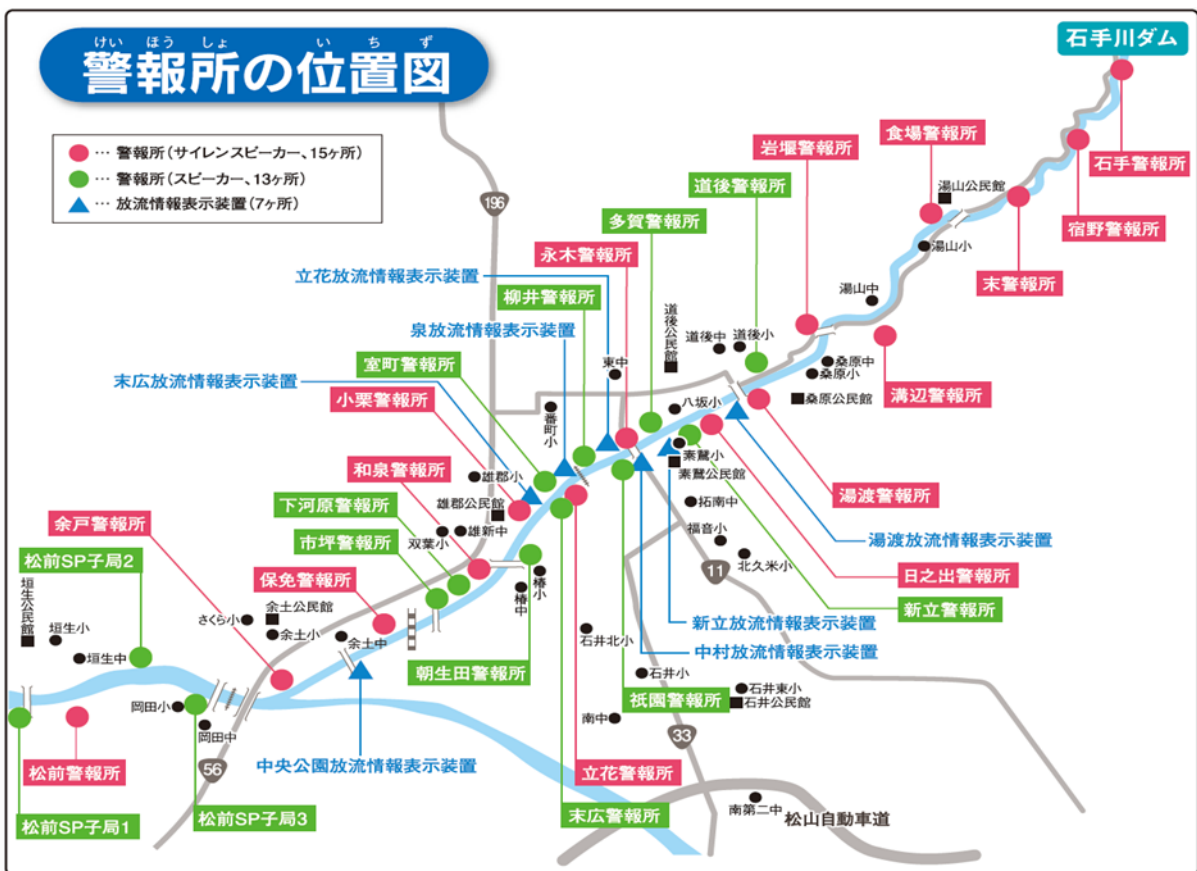 けいほうしょ いちず
警報所の位置図
石手川ダム
… 警報所(サイレンスピーカー、15ヶ所)
… 警報所(スピーカー、13ヶ所)
… 放流情報表示装置(7ヶ所)
196
食場警報所
岩堰警報所
石手警報所
道後警報所
湯山公民館
多賀警報所
宿野警報所
永木警報所
湯山小
立花放流情報表示装置
末警報所
柳井警報所
湯山中
泉放流情報表示装置
道後公民館
道後中
道後小
室町警報所
東中
桑原中
桑原小
末広放流情報表示装置
溝辺警報所
小栗警報所
桑原公民館
番町小
八坂小
素鵞小
和泉警報所
素鵞公民館
雄郡小
湯渡警報所
下河原警報所
雄郡公民館
拓南中
余戸警報所
双葉小
雄新中
福音小
湯渡放流情報表示装置
市坪警報所
松前SP子局2
北久米小
11
日之出警報所
保免警報所
椿中
椿小
新立警報所
垣生公民館
余土公民館
さくら小
新立放流情報表示装置
垣生小
余土小
余土中
石井北小
中村放流情報表示装置
垣生中
朝生田警報所
石井小
祇園警報所
石井東小
石井公民館
岡田小
南中
岡田中
33
松前警報所
56
中央公園放流情報表示装置
立花警報所
南第二中
松前SP子局1
松前SP子局3
末広警報所
松山自動車道